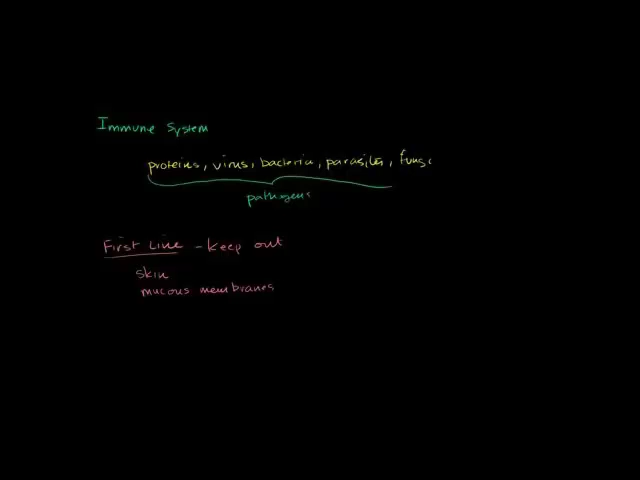 Immune System
proteins, virus, bacteria, parasites, fungi
pathogens
First Line - keep out
skin
mucous membranes